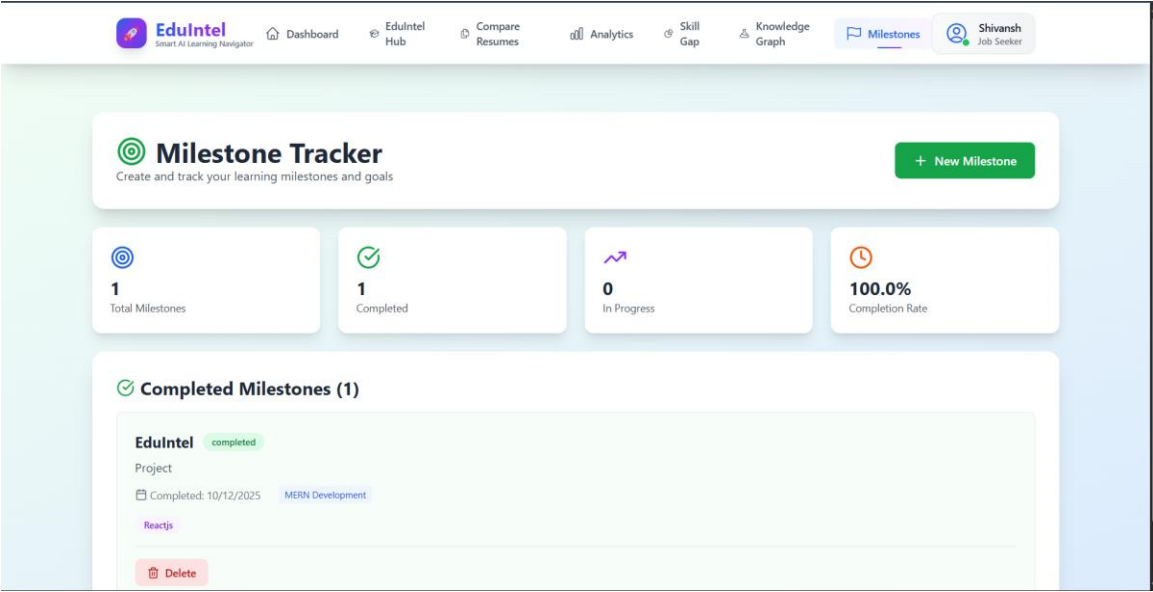 EduIntel
Smart AI Learning Navigator
Dashboard
EduIntel
Hub
Compare
Resumes
Analytics
Skill
Gap
Knowledge
Graph
Milestones
Shivansh
Job Seeker
Milestone Tracker
Create and track your learning milestones and goals
+ New Milestone
1
Total Milestones
1
Completed
0
In Progress
100.0%
Completion Rate
Completed Milestones (1)
EduIntel completed
Project
Completed: 10/12/2025 MERN Development
Reactjs
Delete